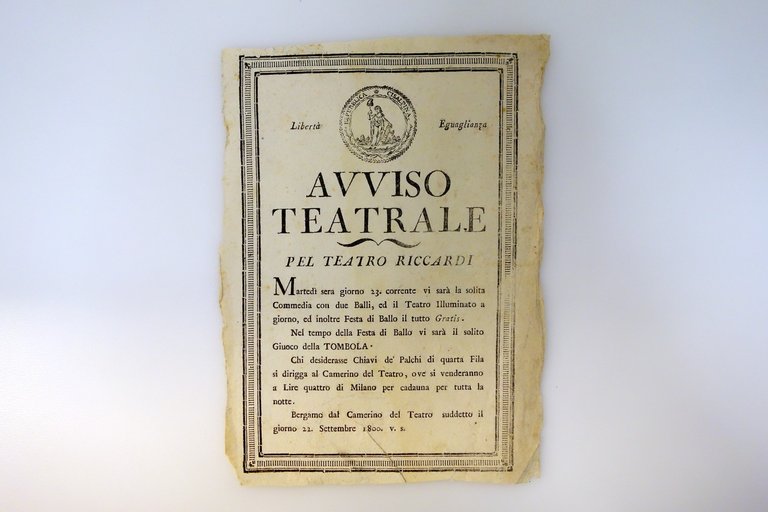 REPUBBLICA CISALPINA
Libertà Eguaglianza
AVVISO
TEATRALE
PEL TEATRO RICCARDI
Martedì sera giorno 23. corrente vi sarà la solita
Commedia con due Balli, ed il Teatro Illuminato a
giorno, ed inoltre Festa di Ballo il tutto Gratis.
Nel tempo della Festa di Ballo vi sarà il solito
Giuoco della TOMBOLA.
Chi desiderasse Chiavi de' Palchi di quarta Fila
si dirigga al Camerino del Teatro, ove si venderanno
a Lire quattro di Milano per cadauna per tutta la
notte.
Bergamo dal Camerino del Teatro suddetto il
giorno 22. Settembre 1800. v. s.